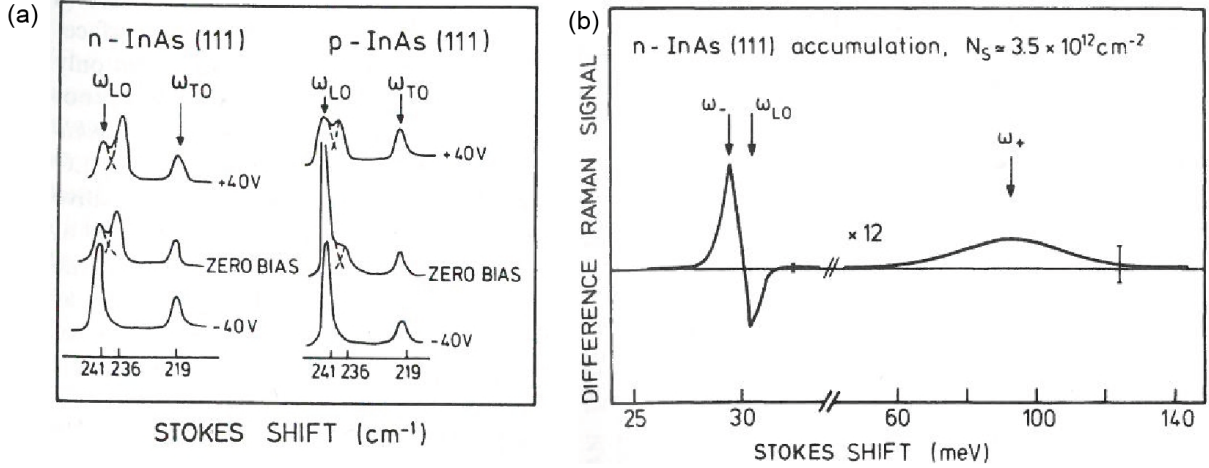 (a)
n-InAs (111)
ω_LO
ω_TO
+40V
ZERO BIAS
-40V
241 236 219
p-InAs (111)
ω_LO
ω_TO
+40V
ZERO BIAS
-40V
241 236 219
STOKES SHIFT (cm⁻¹)
(b)
DIFFERENCE RAMAN SIGNAL
n-InAs (111) accumulation, N_S ≃ 3.5 × 10¹² cm⁻²
ω_-
ω_LO
ω_+
× 12
25 30 60 100 140
STOKES SHIFT (meV)